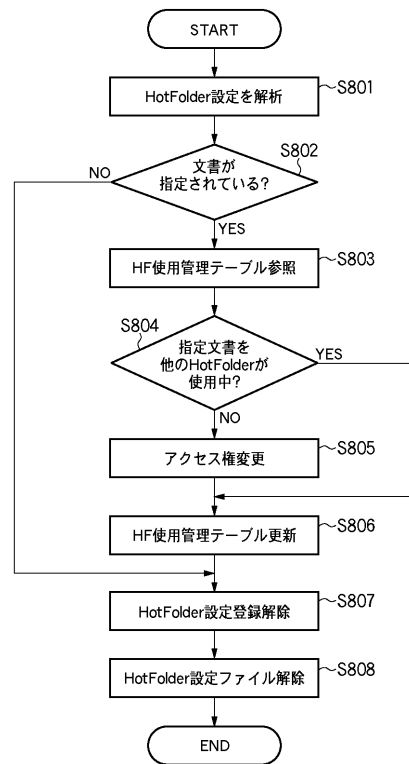 START
HotFolder設定を解析
S801
文書が
指定されている?
S802
NO
YES
HF使用管理テーブル参照
S803
S804
指定文書を
他のHotFolderが
使用中?
YES
NO
アクセス権変更
S805
HF使用管理テーブル更新
S806
HotFolder設定登録解除
S807
HotFolder設定ファイル解除
S808
END